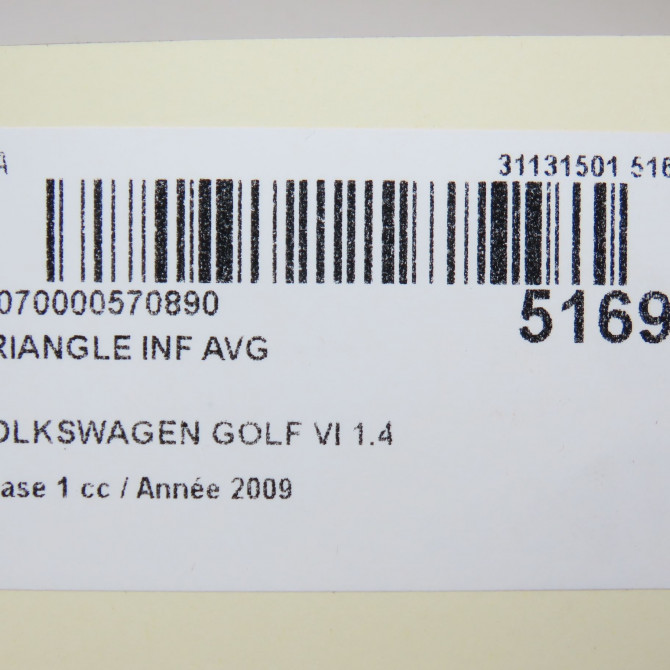 A 31131501 516
070000570890
5169
RIANGLE INF AVG
OLKSWAGEN GOLF VI 1.4
ase 1 cc / Année 2009